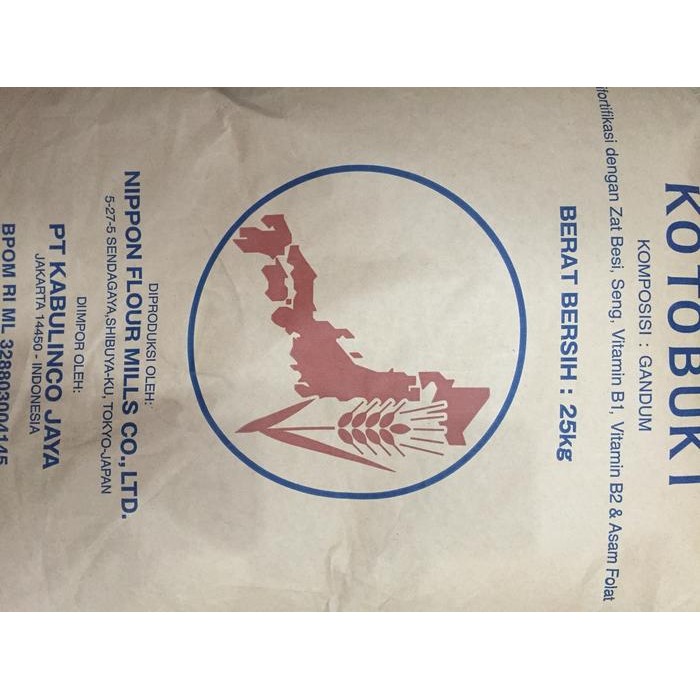 KOTOBUKI
KOMPOSISI : GANDUM
ifortifikasi dengan Zat Besi, Seng, Vitamin B1, Vitamin B2 & Asam Folat
BERAT BERSIH : 25kg
DIPRODUKSI OLEH:
NIPPON FLOUR MILLS CO., LTD.
5-27-5 SENDAGAYA,SHIBUYA-KU, TOKYO-JAPAN
DIIMPOR OLEH:
PT KABULINCO JAYA
JAKARTA 14450 - INDONESIA
BPOM RI ML 328803004145